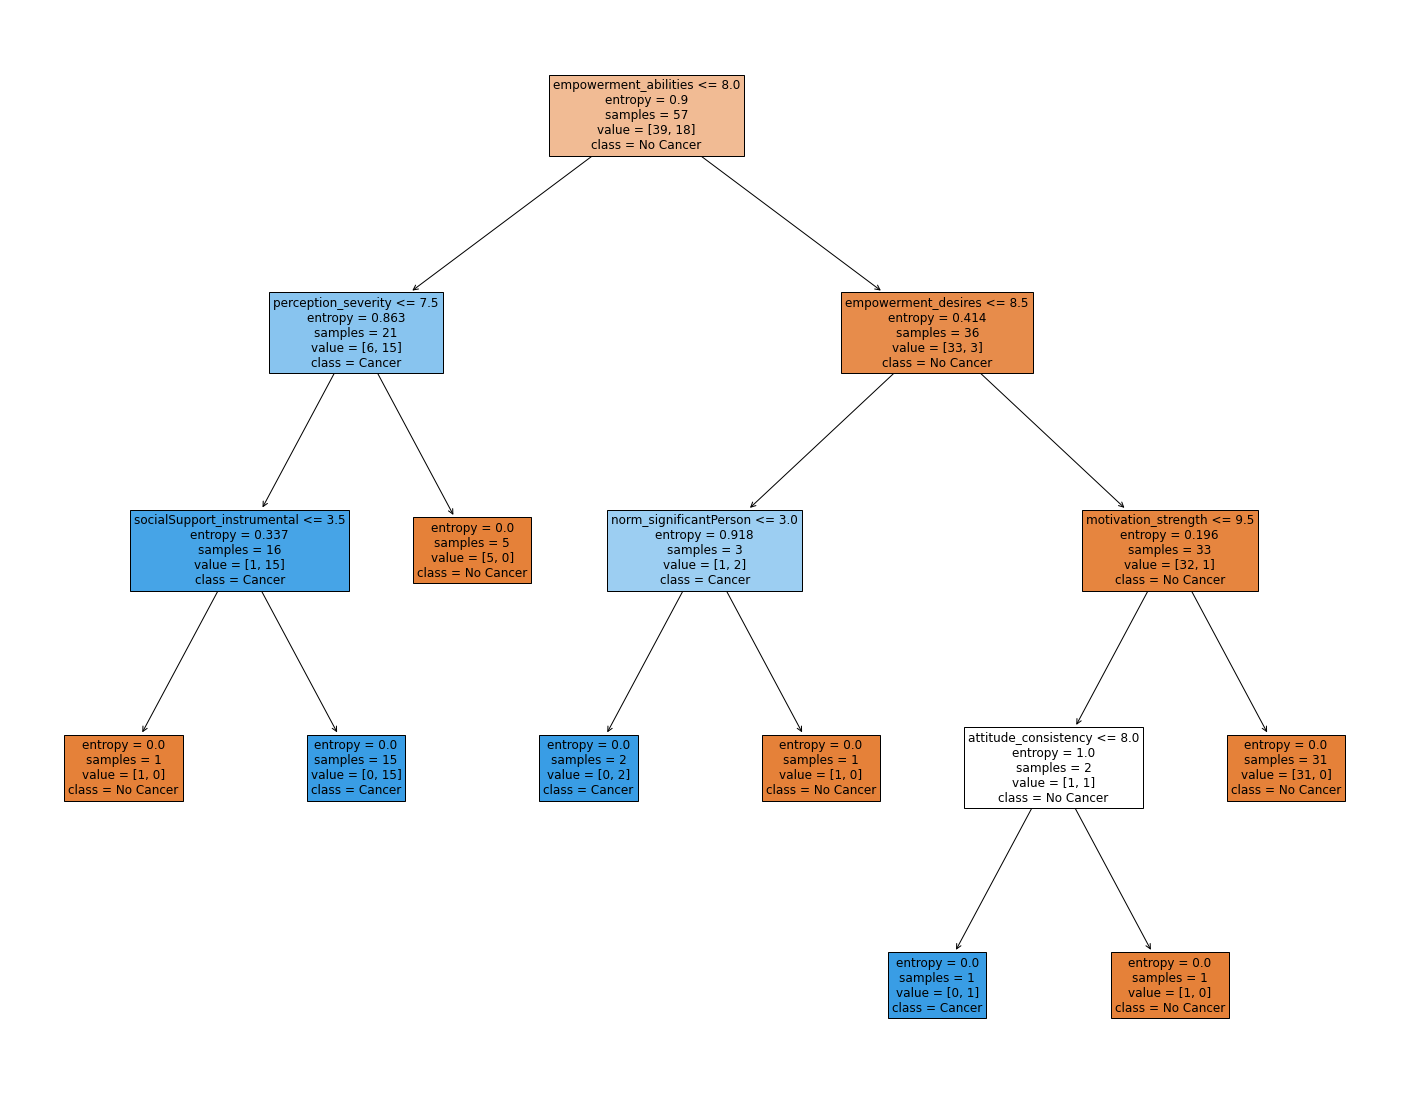 empowerment_abilities <= 8.0
entropy = 0.9
samples = 57
value = [39, 18]
class = No Cancer
perception_severity <= 7.5
entropy = 0.863
samples = 21
value = [6, 15]
class = Cancer
empowerment_desires <= 8.5
entropy = 0.414
samples = 36
value = [33, 3]
class = No Cancer
socialSupport_instrumental <= 3.5
entropy = 0.337
samples = 16
value = [1, 15]
class = Cancer
entropy = 0.0
samples = 5
value = [5, 0]
class = No Cancer
norm_significantPerson <= 3.0
entropy = 0.918
samples = 3
value = [1, 2]
class = Cancer
motivation_strength <= 9.5
entropy = 0.196
samples = 33
value = [32, 1]
class = No Cancer
entropy = 0.0
samples = 1
value = [1, 0]
class = No Cancer
entropy = 0.0
samples = 15
value = [0, 15]
class = Cancer
entropy = 0.0
samples = 2
value = [0, 2]
class = Cancer
entropy = 0.0
samples = 1
value = [1, 0]
class = No Cancer
attitude_consistency <= 8.0
entropy = 1.0
samples = 2
value = [1, 1]
class = No Cancer
entropy = 0.0
samples = 31
value = [31, 0]
class = No Cancer
entropy = 0.0
samples = 1
value = [0, 1]
class = Cancer
entropy = 0.0
samples = 1
value = [1, 0]
class = No Cancer